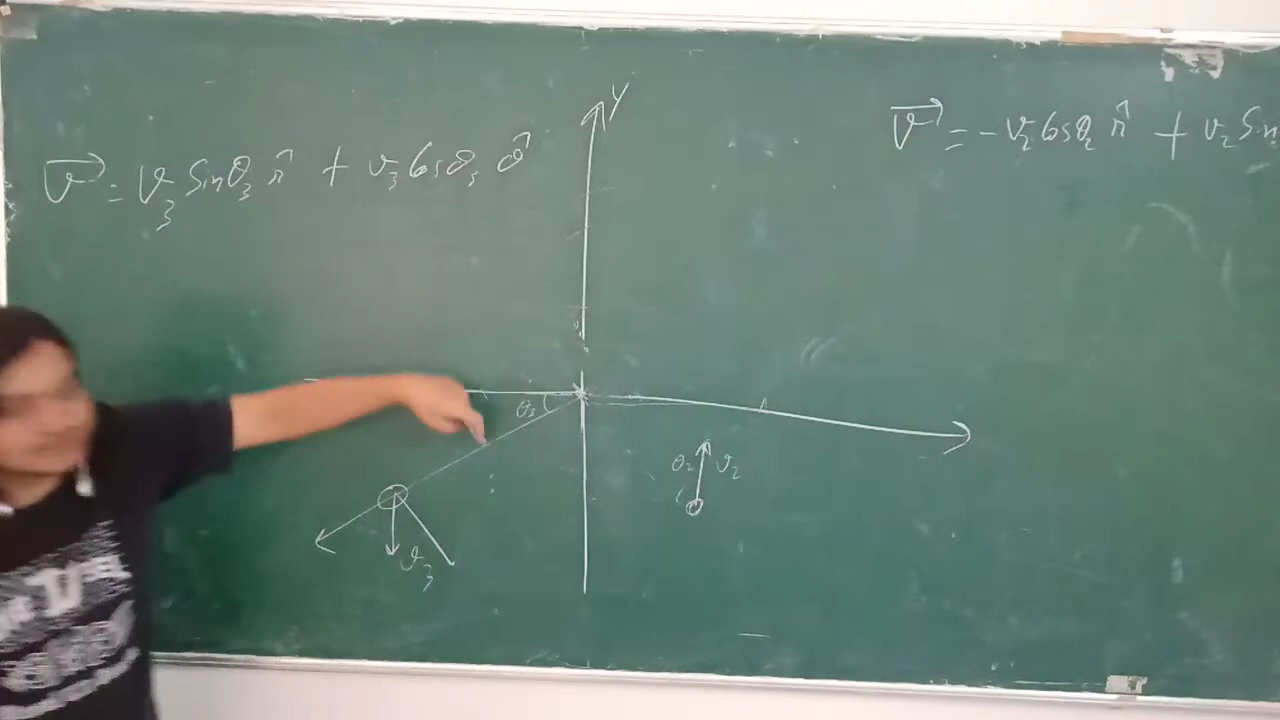 v⃗ = v₃ Sinθ₃ r̂ + v₃ Cosθ₃ θ̂
v⃗ = -v₂ Cosθ₂ r̂ + v₂ Sin
Y
θ₃
θ₂ v₂
v₃